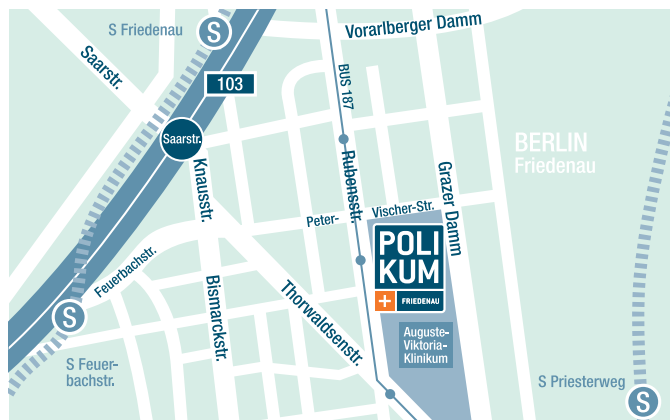 S Friedenau
S
Vorarlberger Damm
Saarstr.
103
BUS 187
Saarstr.
BERLIN
Friedenau
Knausstr.
Rubensstr.
Grazer Damm
Peter-
Vischer-Str.
POLI
KUM
+ FRIEDENAU
Feuerbachstr.
Bismarckstr.
Thorwaldsenstr.
S
Auguste-
Viktoria-
Klinikum
S Feuer-
bachstr.
S Priesterweg
S